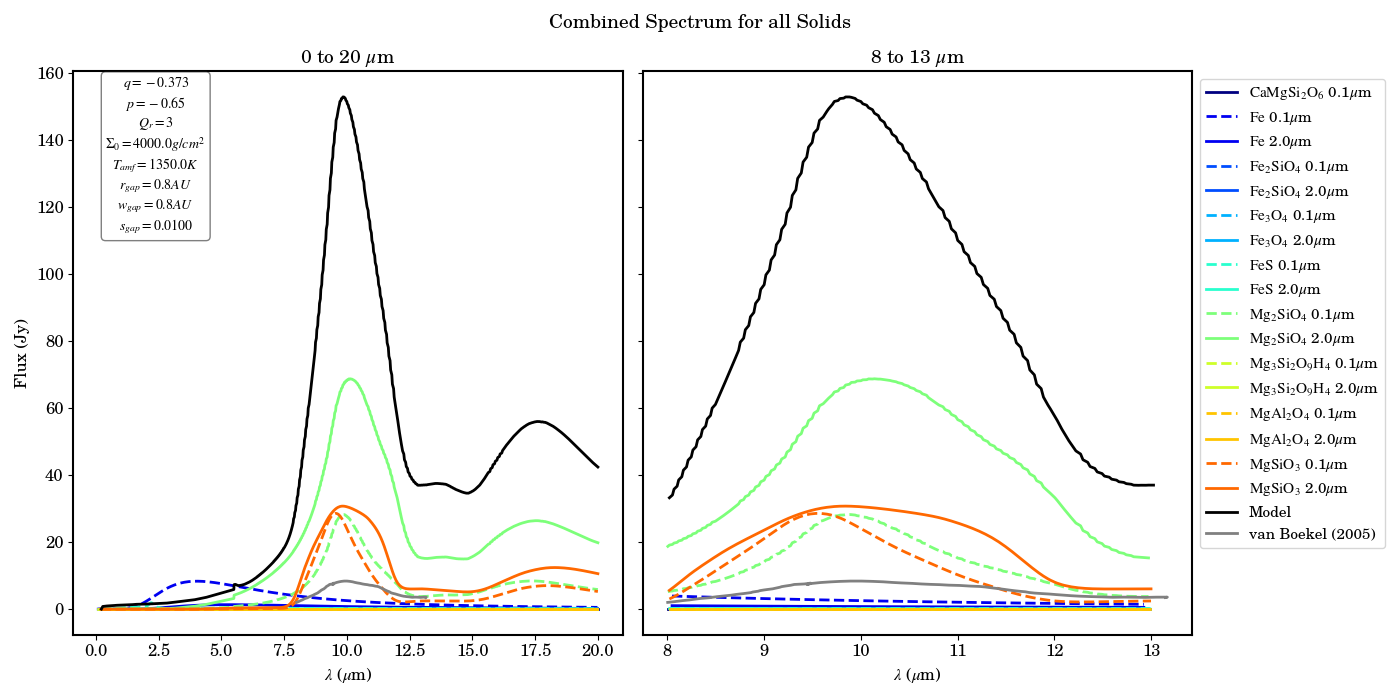 Combined Spectrum for all Solids
0 to 20 μm
8 to 13 μm
q = −0.373
p = −0.65
Q_r = 3
Σ₀ = 4000.0g/cm²
T_amf = 1350.0K
r_gap = 0.8AU
w_gap = 0.8AU
s_gap = 0.0100
Flux (Jy)
160
140
120
100
80
60
40
20
0
0.0 2.5 5.0 7.5 10.0 12.5 15.0 17.5 20.0
λ (μm)
8 9 10 11 12 13
λ (μm)
CaMgSi₂O₆ 0.1μm
Fe 0.1μm
Fe 2.0μm
Fe₂SiO₄ 0.1μm
Fe₂SiO₄ 2.0μm
Fe₃O₄ 0.1μm
Fe₃O₄ 2.0μm
FeS 0.1μm
FeS 2.0μm
Mg₂SiO₄ 0.1μm
Mg₂SiO₄ 2.0μm
Mg₃Si₂O₉H₄ 0.1μm
Mg₃Si₂O₉H₄ 2.0μm
MgAl₂O₄ 0.1μm
MgAl₂O₄ 2.0μm
MgSiO₃ 0.1μm
MgSiO₃ 2.0μm
Model
van Boekel (2005)